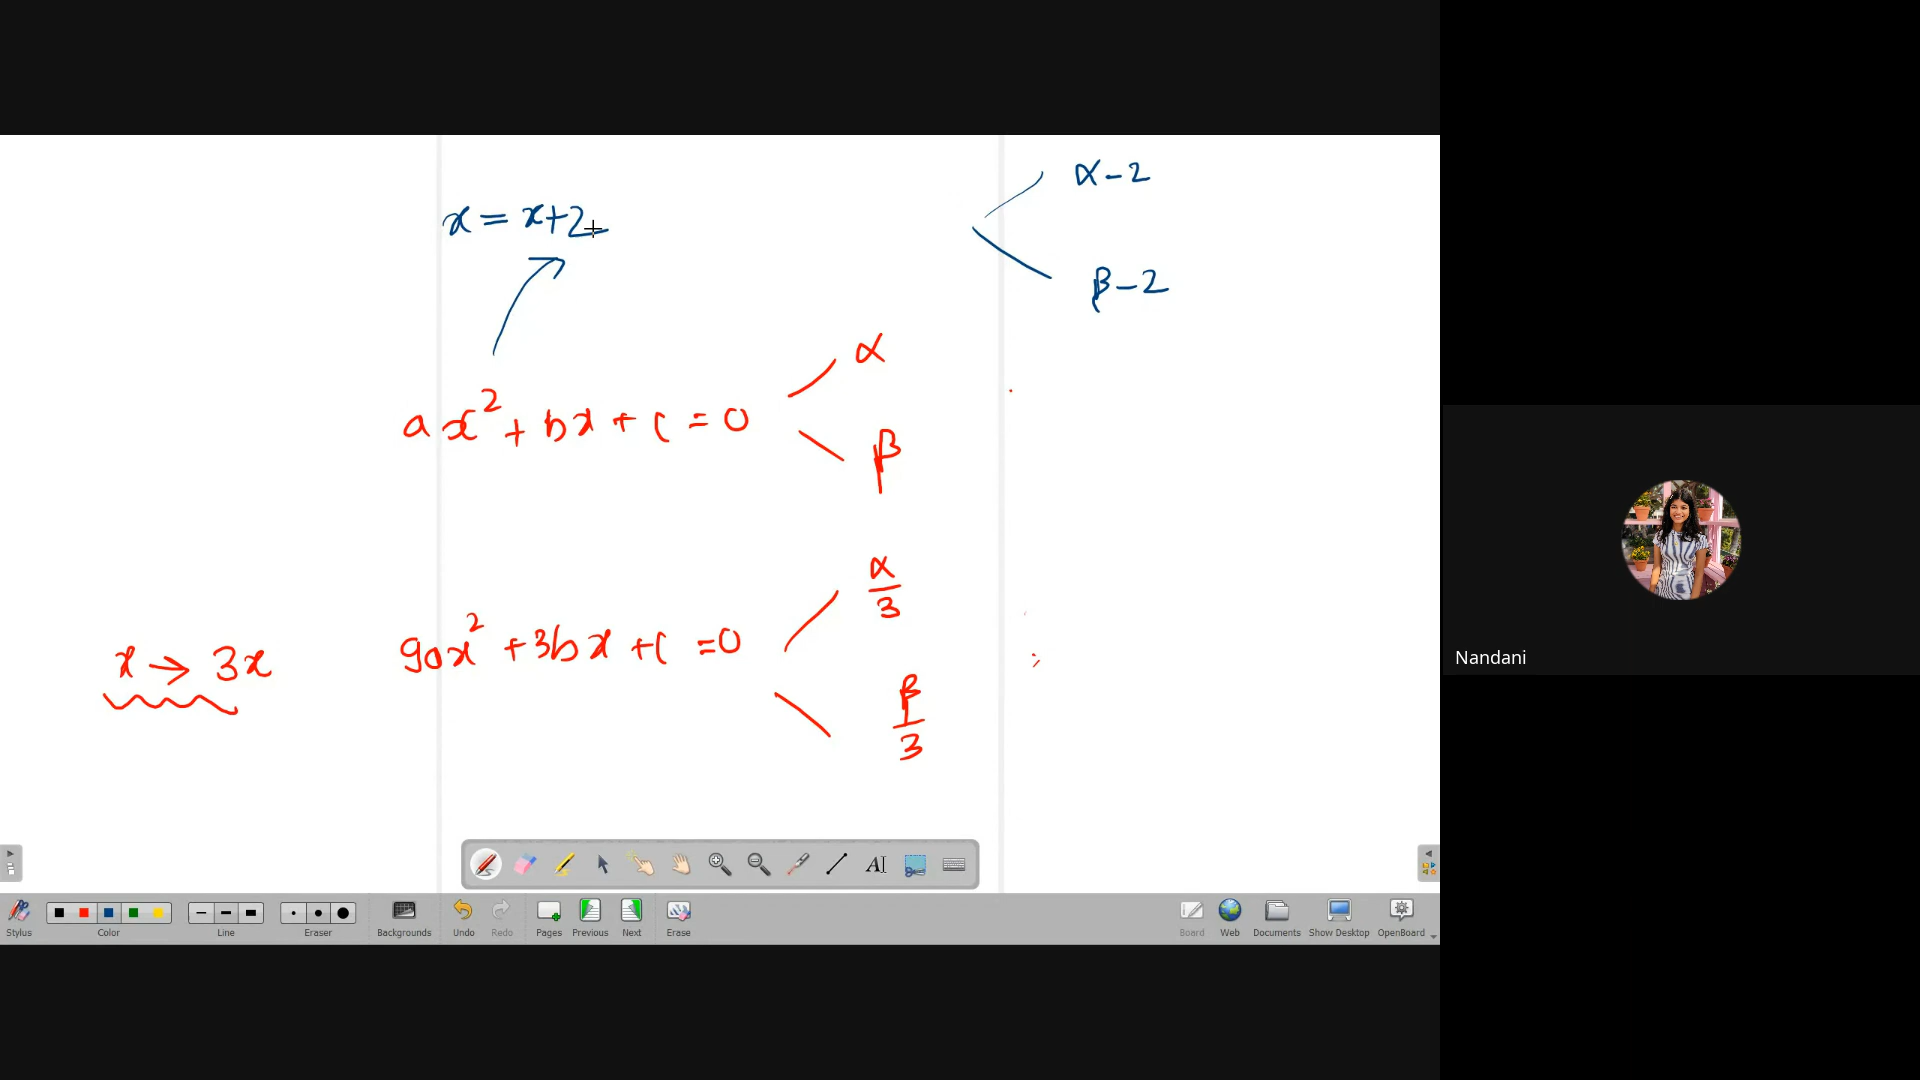 α-2
x = x+2
β-2
α
ax² + bx + c = 0
β
α/3
9ax² + 3bx + c = 0
x → 3x
β/3
Nandani
AI
Stylus
Color
Line
Eraser
Backgrounds
Undo
Redo
Pages
Previous
Next
Erase
Board
Web
Documents
Show Desktop
OpenBoard